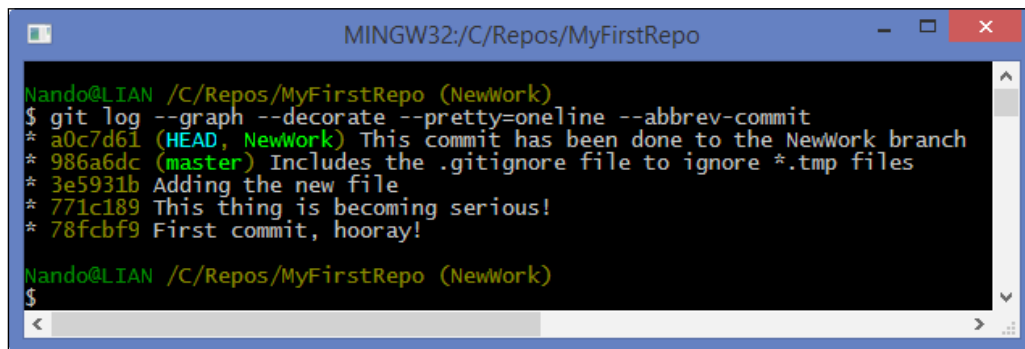 MINGW32:/C/Repos/MyFirstRepo
Nando@LIAN /C/Repos/MyFirstRepo (NewWork)
$ git log --graph --decorate --pretty=oneline --abbrev-commit
* a0c7d61 (HEAD, NewWork) This commit has been done to the NewWork branch
* 986a6dc (master) Includes the .gitignore file to ignore *.tmp files
* 3e5931b Adding the new file
* 771c189 This thing is becoming serious!
* 78fcbf9 First commit, hooray!
Nando@LIAN /C/Repos/MyFirstRepo (NewWork)
$